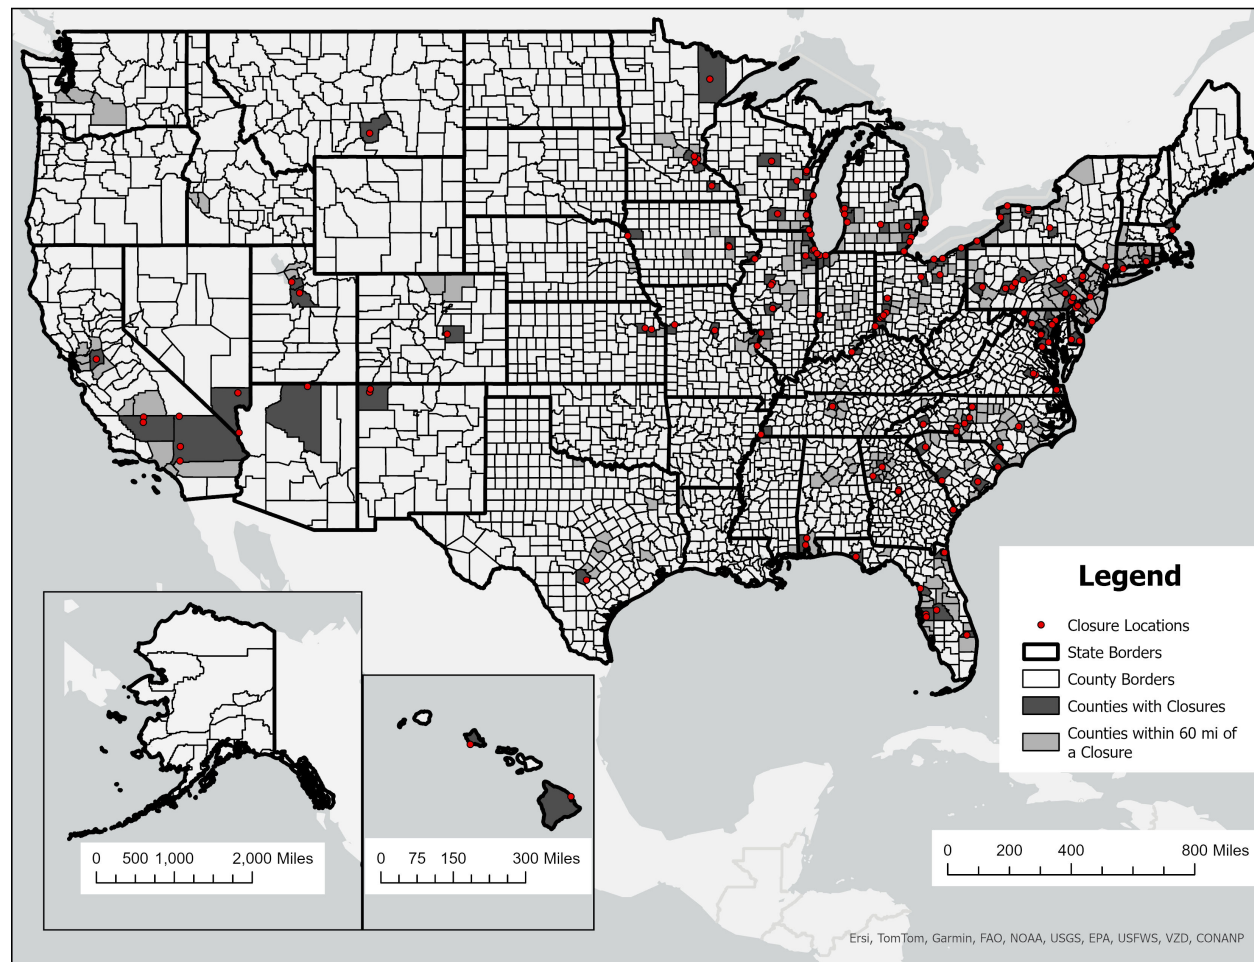 Legend
Closure Locations
State Borders
County Borders
Counties with Closures
Counties within 60 mi of
a Closure
0 500 1,000 2,000 Miles
0 75 150 300 Miles
0 200 400 800 Miles
Ersi, TomTom, Garmin, FAO, NOAA, USGS, EPA, USFWS, VZD, CONANP